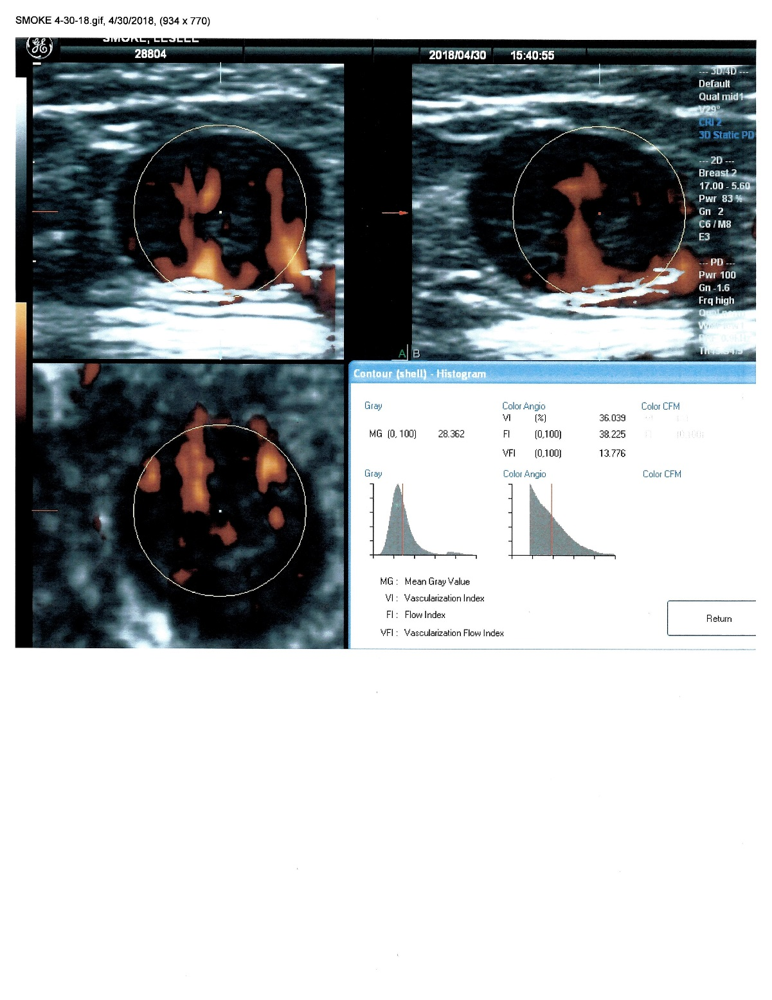 SMOKE 4-30-18.gif, 4/30/2018, (934 x 770)
28804
2018/04/30 15:40:55
--- 3D/4D ---
Default
Qual mid1
V29°
CRI 2
3D Static PD
--- 2D ---
Breast 2
17.00 - 5.60
Pwr 83 %
Gn 2
C6 / M8
E3
--- PD ---
Pwr 100
Gn -1.6
Frq high
A B
Contour (shell) - Histogram
Gray Color Angio Color CFM
VI (%) 36.039
MG (0, 100) 28.362 FI (0,100) 38.225
VFI (0,100) 13.776
Gray Color Angio Color CFM
MG : Mean Gray Value
VI : Vascularization Index
FI : Flow Index
VFI : Vascularization Flow Index
Return